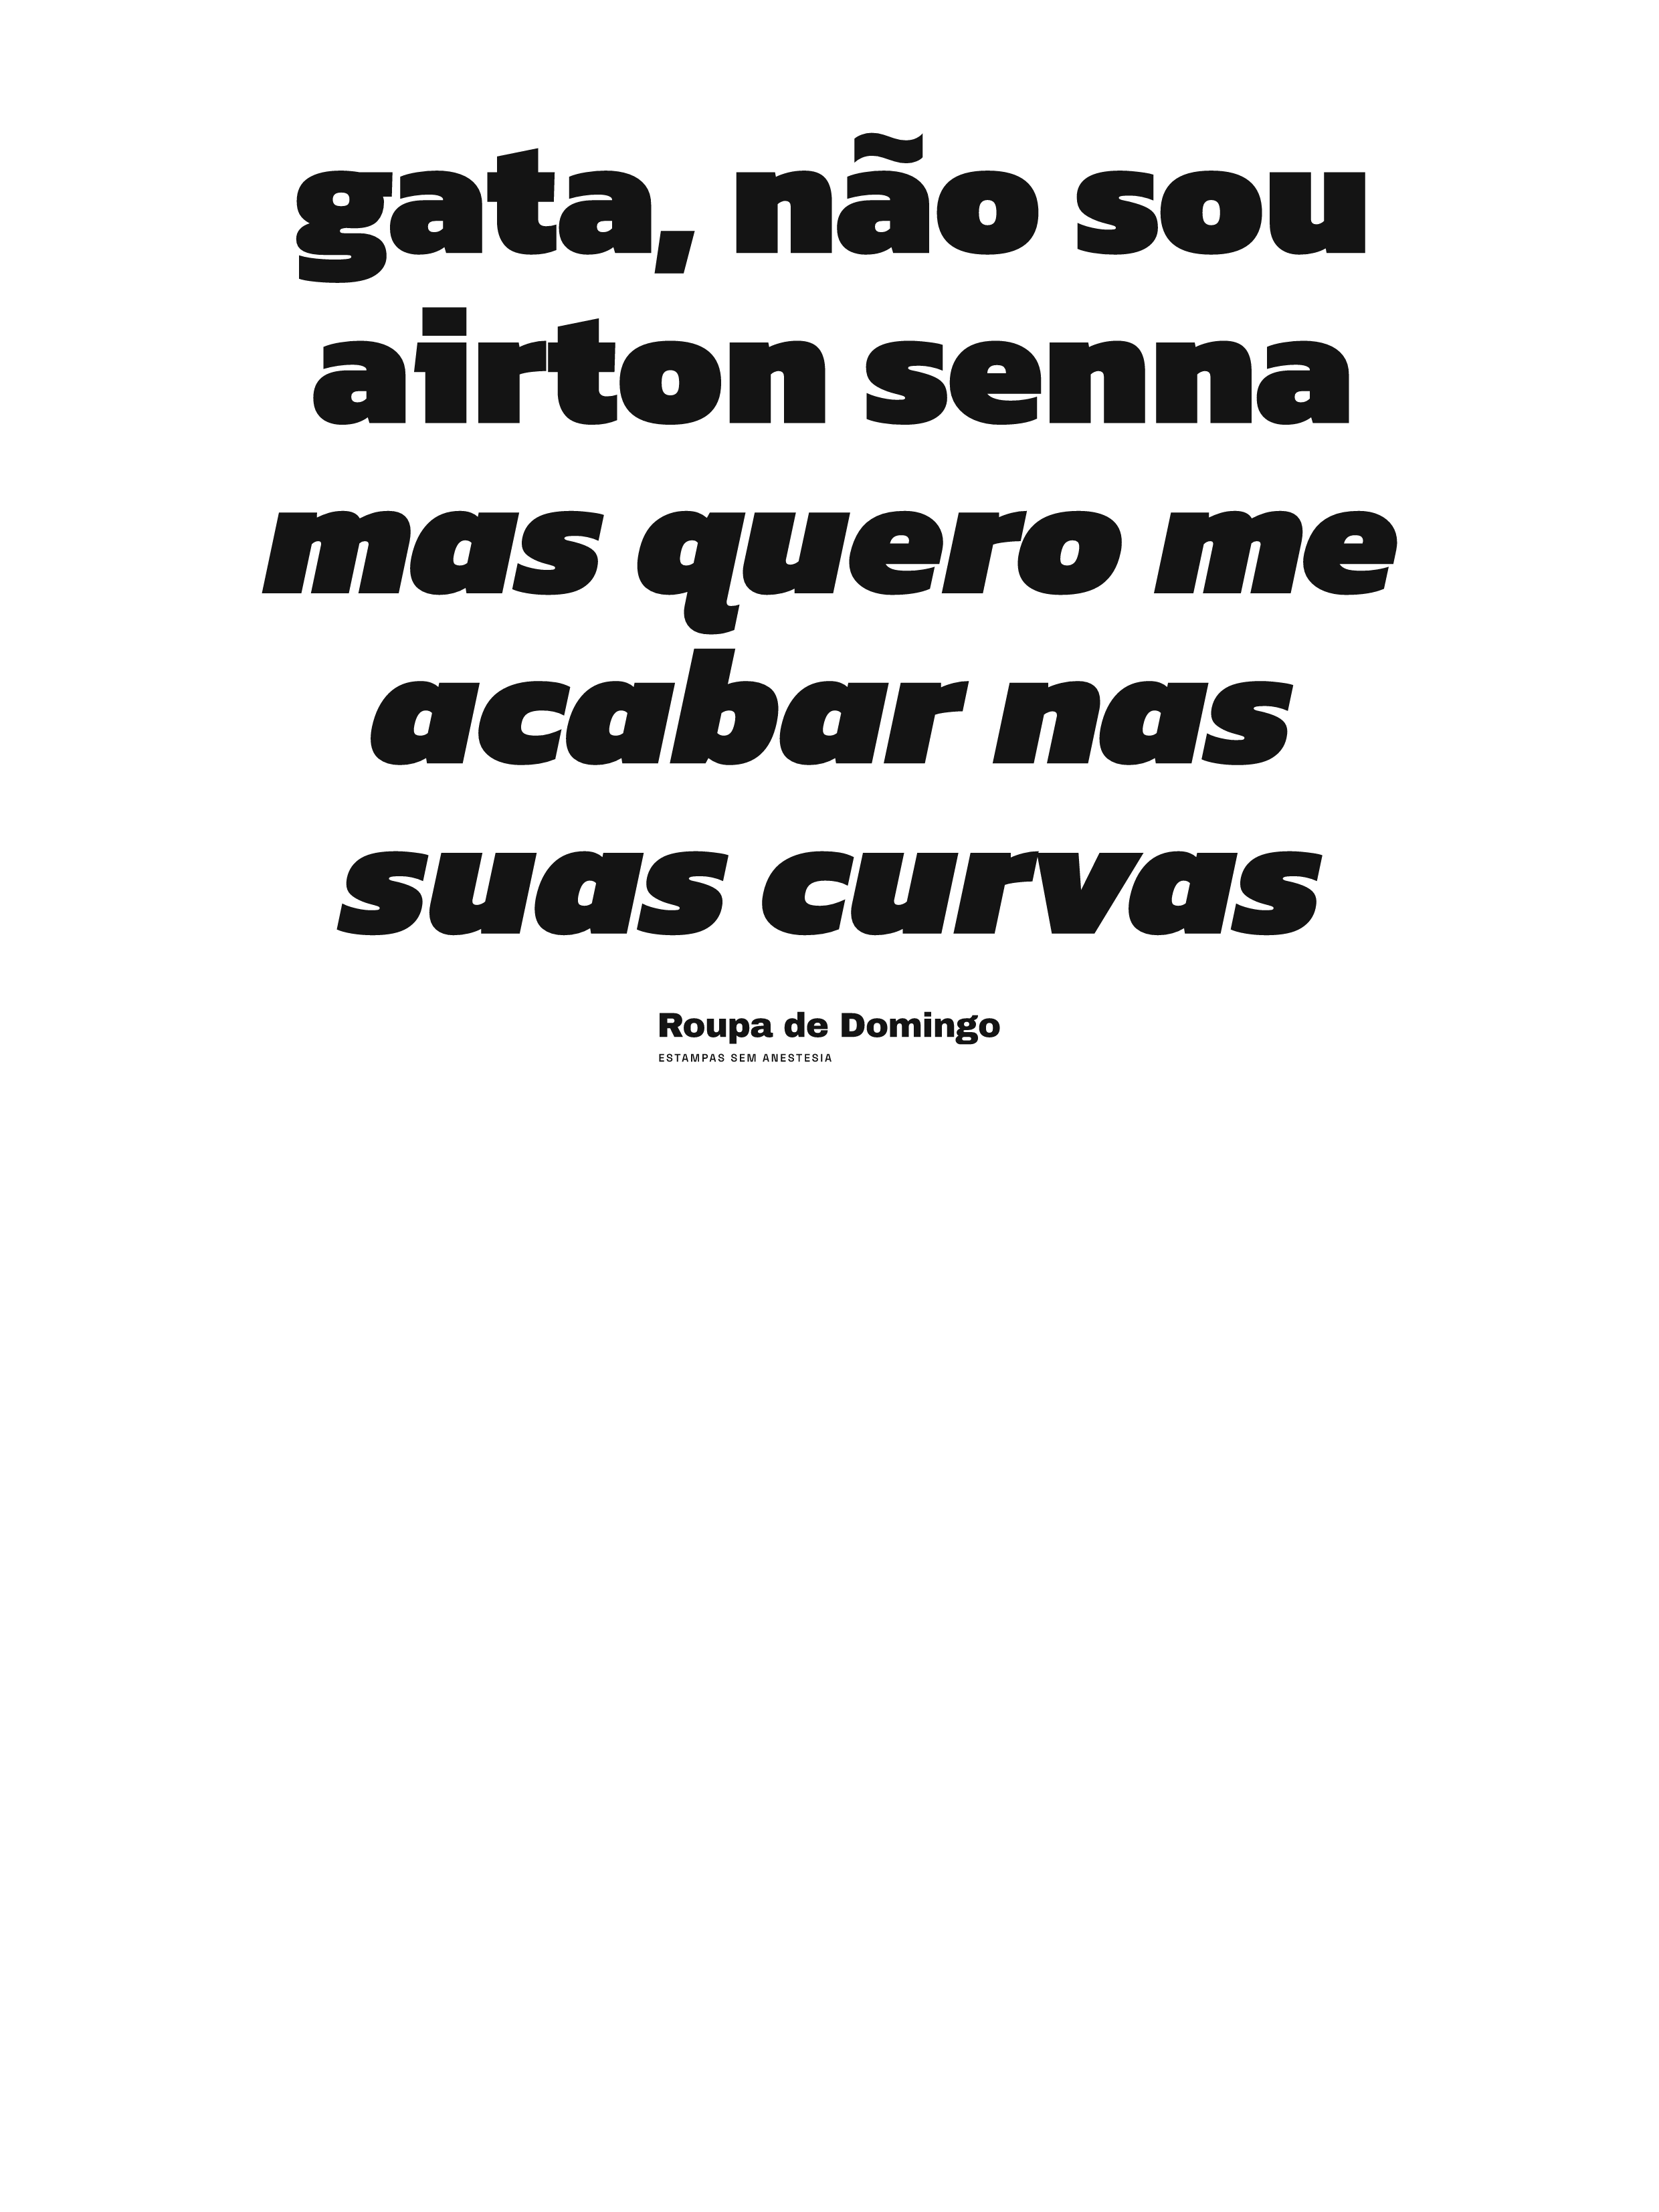 gata, não sou
airton senna
mas quero me
acabar nas
suas curvas
Roupa de Domingo
ESTAMPAS SEM ANESTESIA